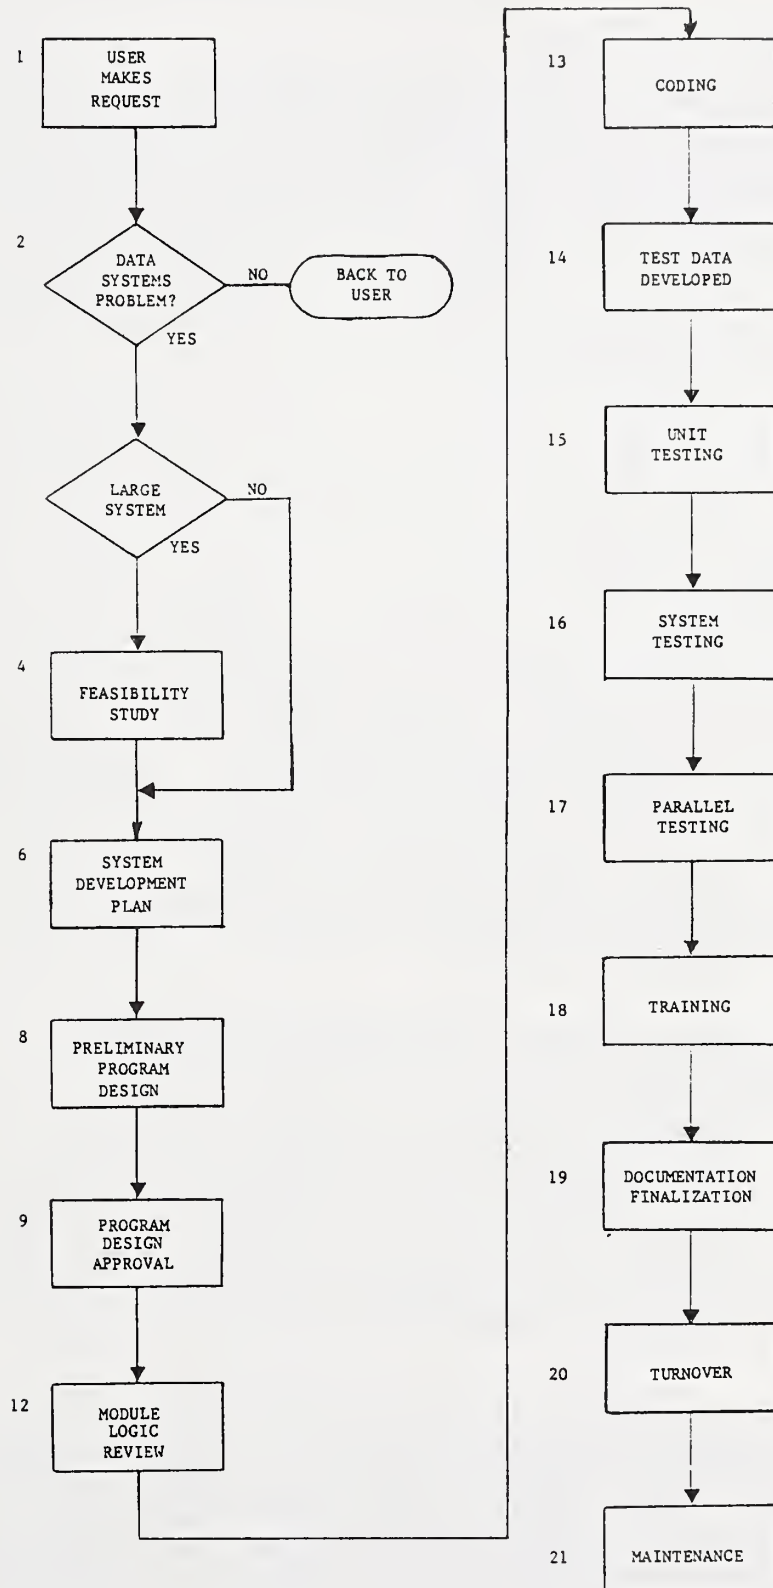 1
USER
MAKES
REQUEST
2
DATA
SYSTEMS
PROBLEM?
NO
BACK TO
USER
YES
LARGE
SYSTEM
NO
YES
4
FEASIBILITY
STUDY
6
SYSTEM
DEVELOPMENT
PLAN
8
PRELIMINARY
PROGRAM
DESIGN
9
PROGRAM
DESIGN
APPROVAL
12
MODULE
LOGIC
REVIEW
13
CODING
14
TEST DATA
DEVELOPED
15
UNIT
TESTING
16
SYSTEM
TESTING
17
PARALLEL
TESTING
18
TRAINING
19
DOCUMENTATION
FINALIZATION
20
TURNOVER
21
MAINTENANCE